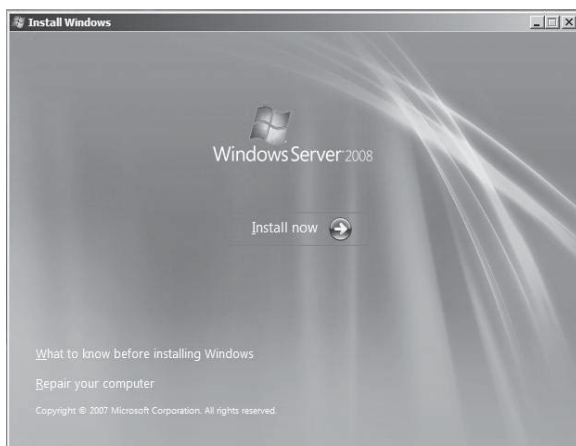 Install Windows
Windows Server 2008
Install now
What to know before installing Windows
Repair your computer
Copyright © 2007 Microsoft Corporation. All rights reserved.